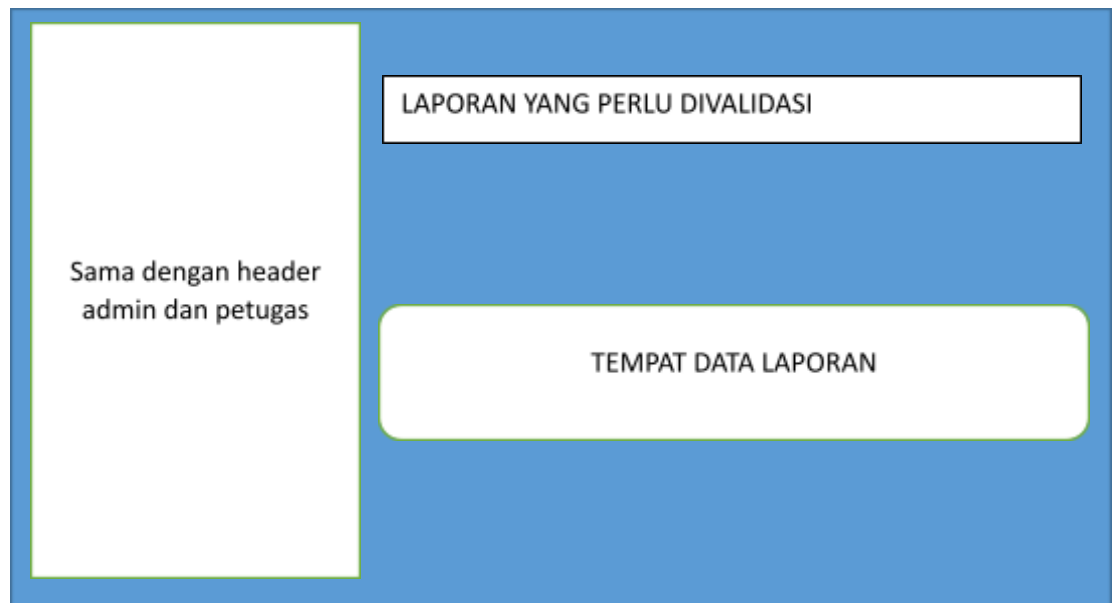 LAPORAN YANG PERLU DIVALIDASI
Sama dengan header
admin dan petugas
TEMPAT DATA LAPORAN